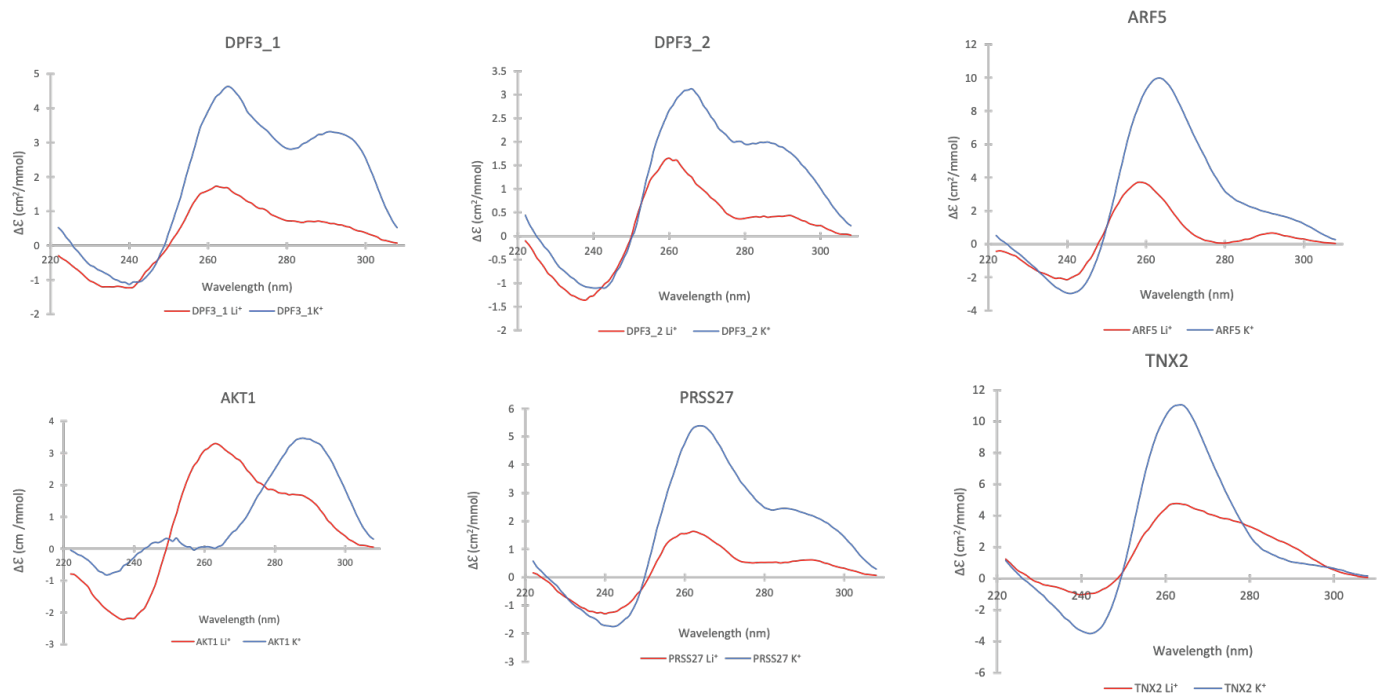 DPF3_1
5
4
3
2
1
0
-1
-2
220
240
260
280
300
ΔƐ (cm²/mmol)
Wavelength (nm)
DPF3_1 Li⁺
DPF3_1K⁺
DPF3_2
3.5
3
2.5
2
1.5
1
0.5
0
-0.5
-1
-1.5
-2
220
240
260
280
300
ΔƐ (cm²/mmol)
Wavelength (nm)
DPF3_2 Li⁺
DPF3_2 K⁺
ARF5
12
10
8
6
4
2
0
-2
-4
220
240
260
280
300
ΔƐ (cm²/mmol)
Wavelength (nm)
ARF5 Li⁺
ARF5 K⁺
AKT1
4
3
2
1
0
-1
-2
-3
220
240
260
280
300
ΔƐ (cm /mmol)
Wavelength (nm)
AKT1 Li⁺
AKT1 K⁺
PRSS27
6
5
4
3
2
1
0
-1
-2
-3
220
240
260
280
300
ΔƐ (cm²/mmol)
Wavelength (nm)
PRSS27 Li⁺
PRSS27 K⁺
TNX2
12
10
8
6
4
2
0
-2
-4
-6
220
240
260
280
300
ΔƐ (cm²/mmol)
Wavelength (nm)
TNX2 Li⁺
TNX2 K⁺